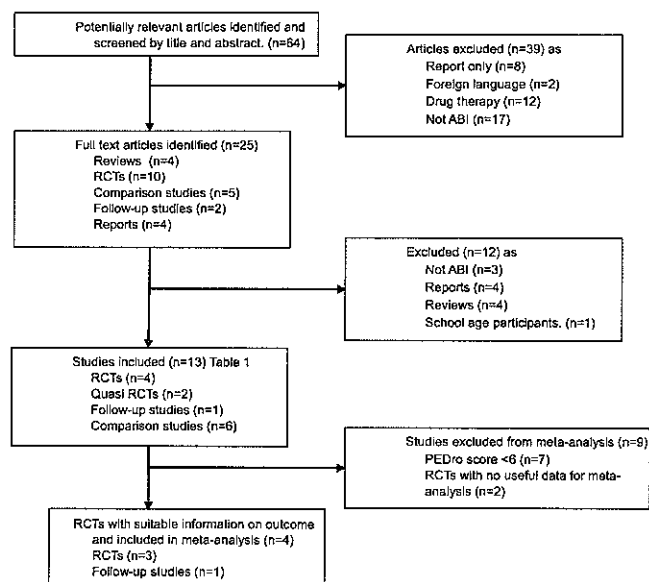 Potentially relevant articles identified and
screened by title and abstract. (n=64)
Articles excluded (n=39) as
Report only (n=8)
Foreign language (n=2)
Drug therapy (n=12)
Not ABI (n=17)
Full text articles identified (n=25)
Reviews (n=4)
RCTs (n=10)
Comparison studies (n=5)
Follow-up studies (n=2)
Reports (n=4)
Excluded (n=12) as
Not ABI (n=3)
Reports (n=4)
Reviews (n=4)
School age participants. (n=1)
Studies included (n=13) Table 1
RCTs (n=4)
Quasi RCTs (n=2)
Follow-up studies (n=1)
Comparison studies (n=6)
Studies excluded from meta-analysis (n=9)
PEDro score <6 (n=7)
RCTs with no useful data for meta-
analysis (n=2)
RCTs with suitable information on outcome
and included in meta-analysis (n=4)
RCTs (n=3)
Follow-up studies (n=1)